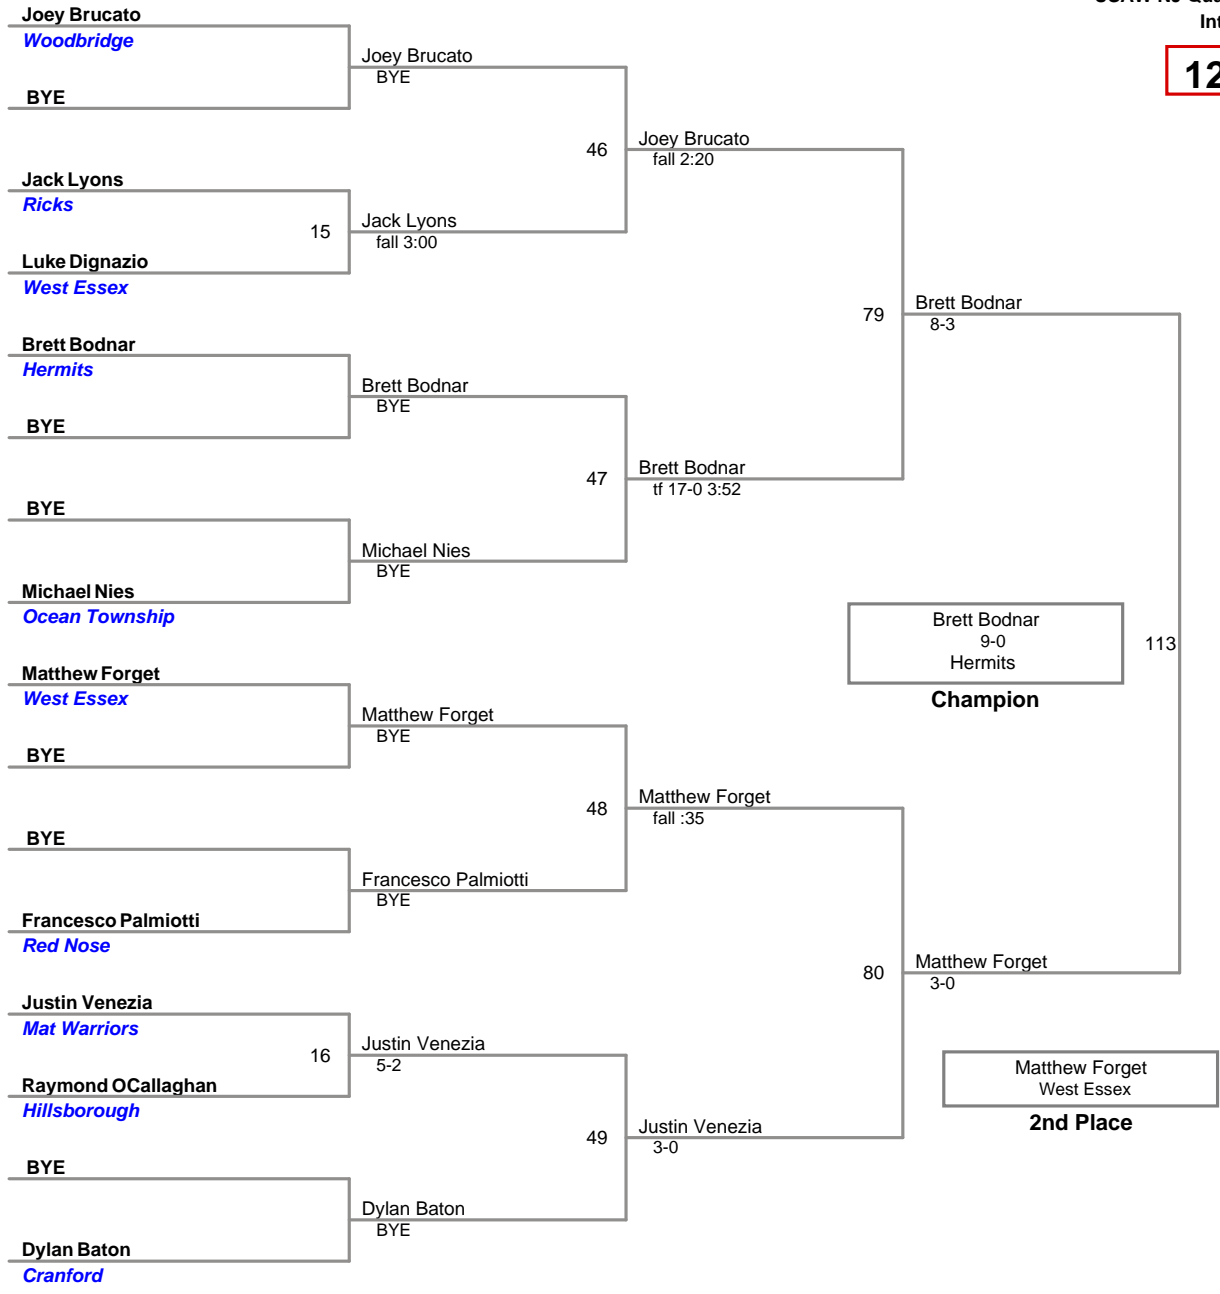 Joey Brucato
Woodbridge
BYE
Jack Lyons
Ricks
15
Luke Dignazio
West Essex
Brett Bodnar
Hermits
BYE
BYE
Michael Nies
Ocean Township
Matthew Forget
West Essex
BYE
BYE
Francesco Palmiotti
Red Nose
Justin Venezia
Mat Warriors
16
Raymond OCallaghan
Hillsborough
BYE
Dylan Baton
Cranford
Joey Brucato
BYE
46
Jack Lyons
fall 3:00
Brett Bodnar
BYE
47
Michael Nies
BYE
Matthew Forget
BYE
48
Francesco Palmiotti
BYE
Justin Venezia
5-2
49
Dylan Baton
BYE
Joey Brucato
fall 2:20
79
Brett Bodnar
tf 17-0 3:52
Matthew Forget
fall :35
80
Justin Venezia
3-0
Brett Bodnar
8-3
113
Matthew Forget
3-0
Brett Bodnar
9-0
Hermits
Champion
Matthew Forget
West Essex
2nd Place
Int
12